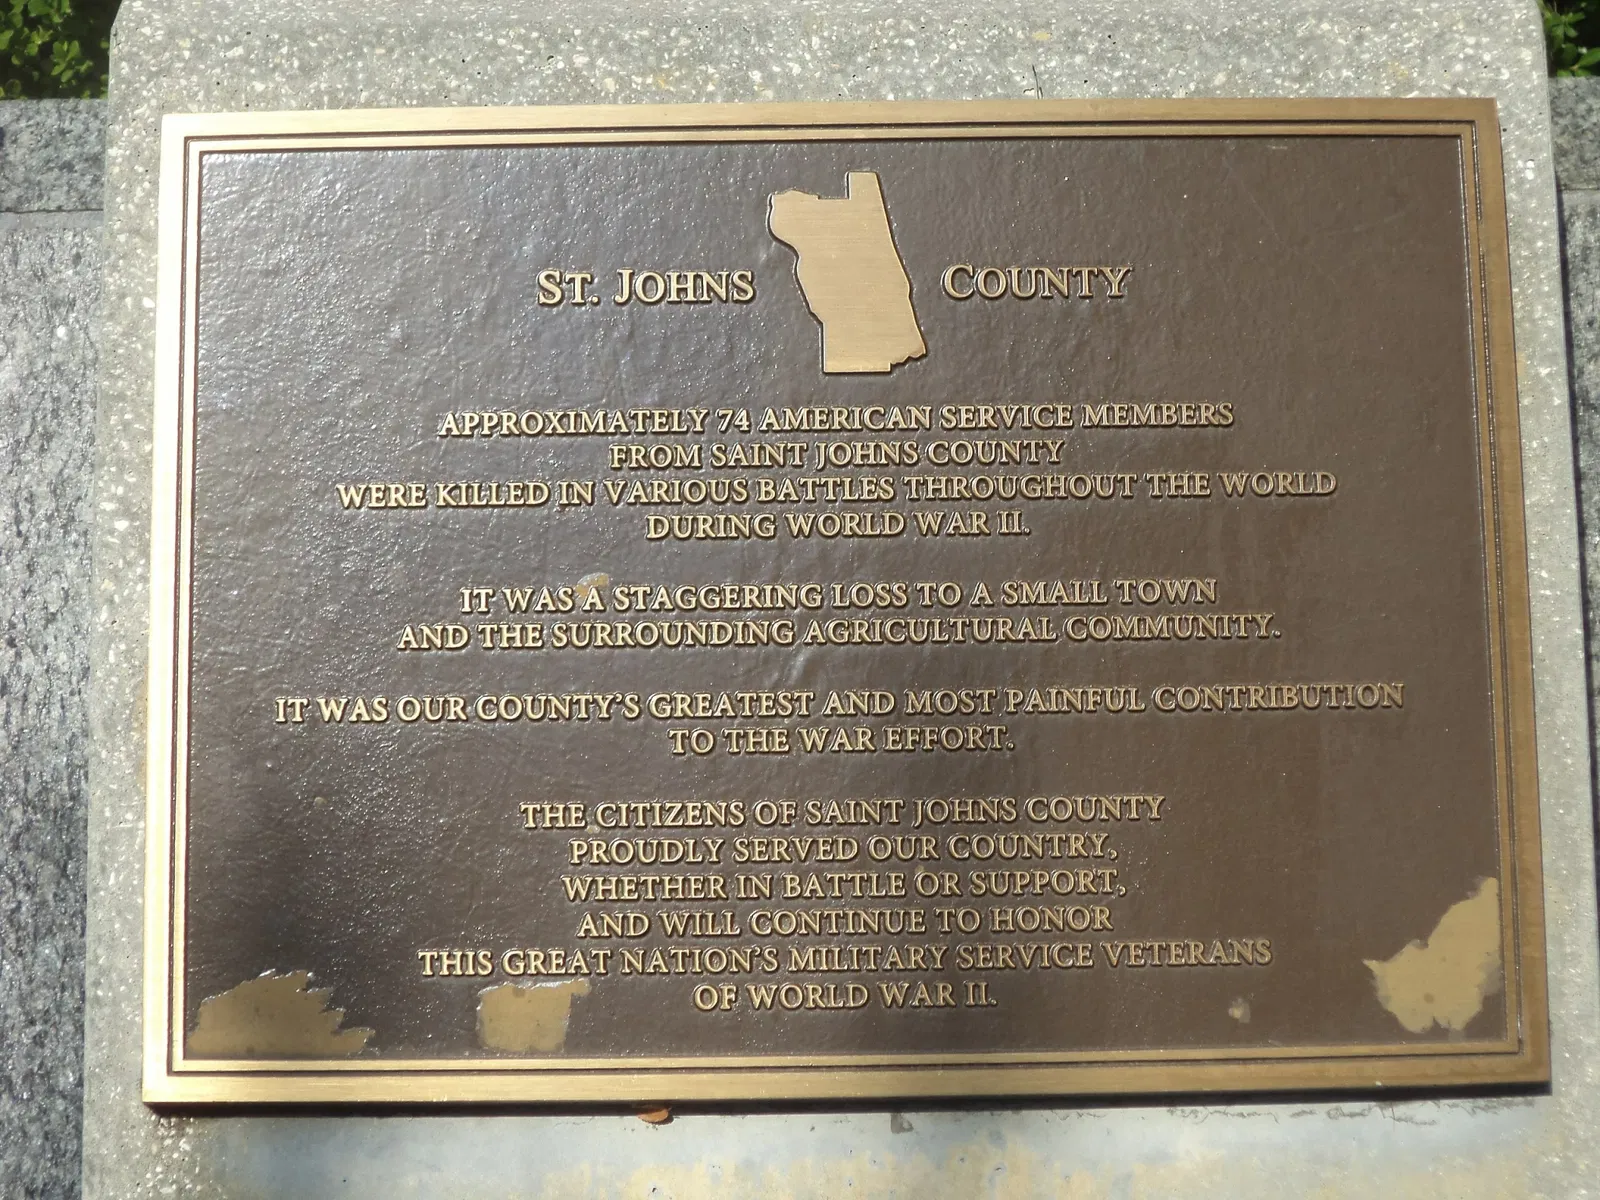 ST. JOHNS COUNTY
APPROXIMATELY 74 AMERICAN SERVICE MEMBERS
FROM SAINT JOHNS COUNTY
WERE KILLED IN VARIOUS BATTLES THROUGHOUT THE WORLD
DURING WORLD WAR II.
IT WAS A STAGGERING LOSS TO A SMALL TOWN
AND THE SURROUNDING AGRICULTURAL COMMUNITY.
IT WAS OUR COUNTY'S GREATEST AND MOST PAINFUL CONTRIBUTION
TO THE WAR EFFORT.
THE CITIZENS OF SAINT JOHNS COUNTY
PROUDLY SERVED OUR COUNTRY,
WHETHER IN BATTLE OR SUPPORT,
AND WILL CONTINUE TO HONOR
THIS GREAT NATION'S MILITARY SERVICE VETERANS
OF WORLD WAR II.